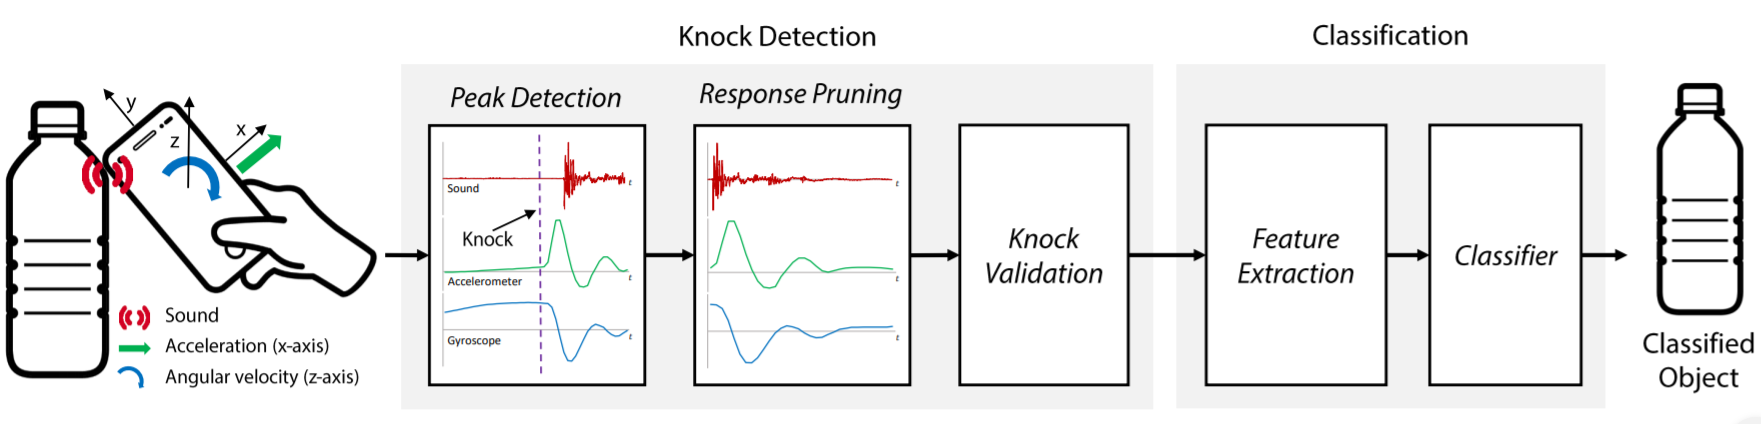 Knock Detection
Classification
Peak Detection
Response Pruning
y
x
z
Sound
t
Knock
Accelerometer
t
Gyroscope
t
t
t
t
Knock
Validation
Feature
Extraction
Classifier
Sound
Acceleration (x-axis)
Angular velocity (z-axis)
Classified
Object